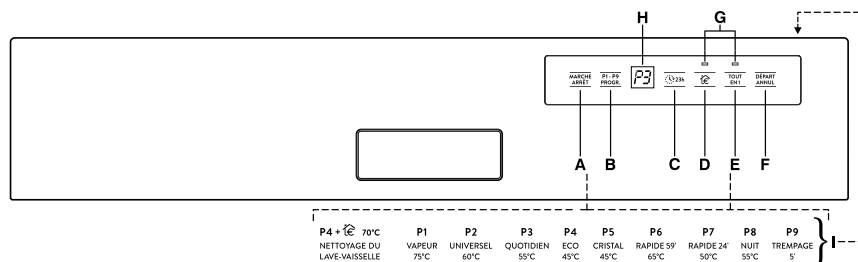 H G
MARCHE ARRÊT P1-P9 PROGR. P3 23h € TOUT EN 1 DÉPART ANNUL
A B C D E F
P4 + € 70°C P1 P2 P3 P4 P5 P6 P7 P8 P9
NETTOYAGE DU VAPEUR UNIVERSEL QUOTIDIEN ECO CRISTAL RAPIDE 59' RAPIDE 24' NUIT TREMPAGE
LAVE-VAISSELLE 75°C 60°C 55°C 45°C 45°C 65°C 50°C 55°C 5'
I